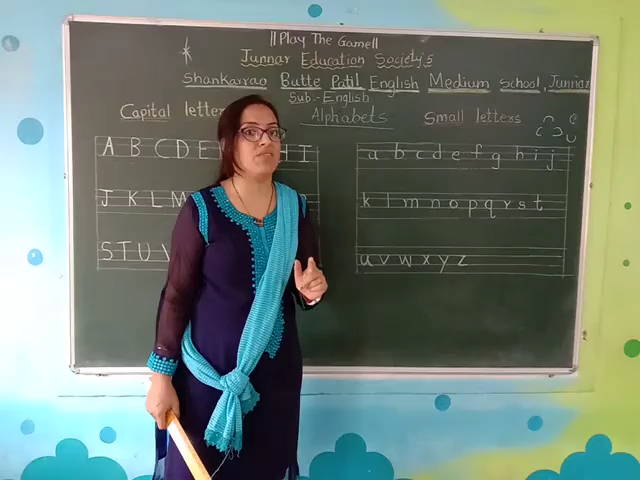 ||Play The Game||
Junnar Education Society's
Shankarrao Butte Patil English Medium School, Junnar
Sub:- English
Capital letter Alphabets Small letters
A B C D E I
a b c d e f g h i j
J K L M
k l m n o p q r s t
S T U V
u v w x y z